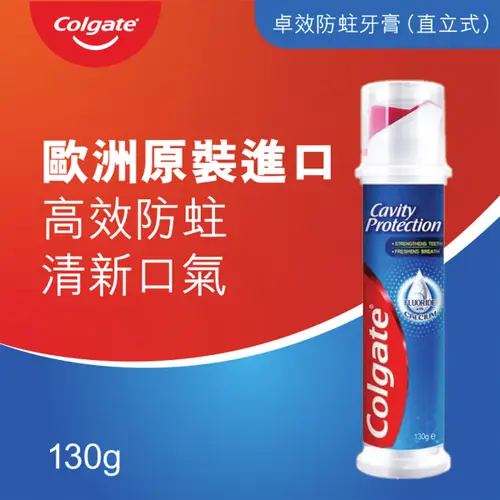 Colgate
卓效防蛀牙膏（直立式）
歐洲原裝進口
高效防蛀
清新口氣
130g
Cavity
Protection
• STRENGTHENS TEETH
• FRESHENS BREATH
FLUORIDE
CALCIUM
Colgate
130g ℮